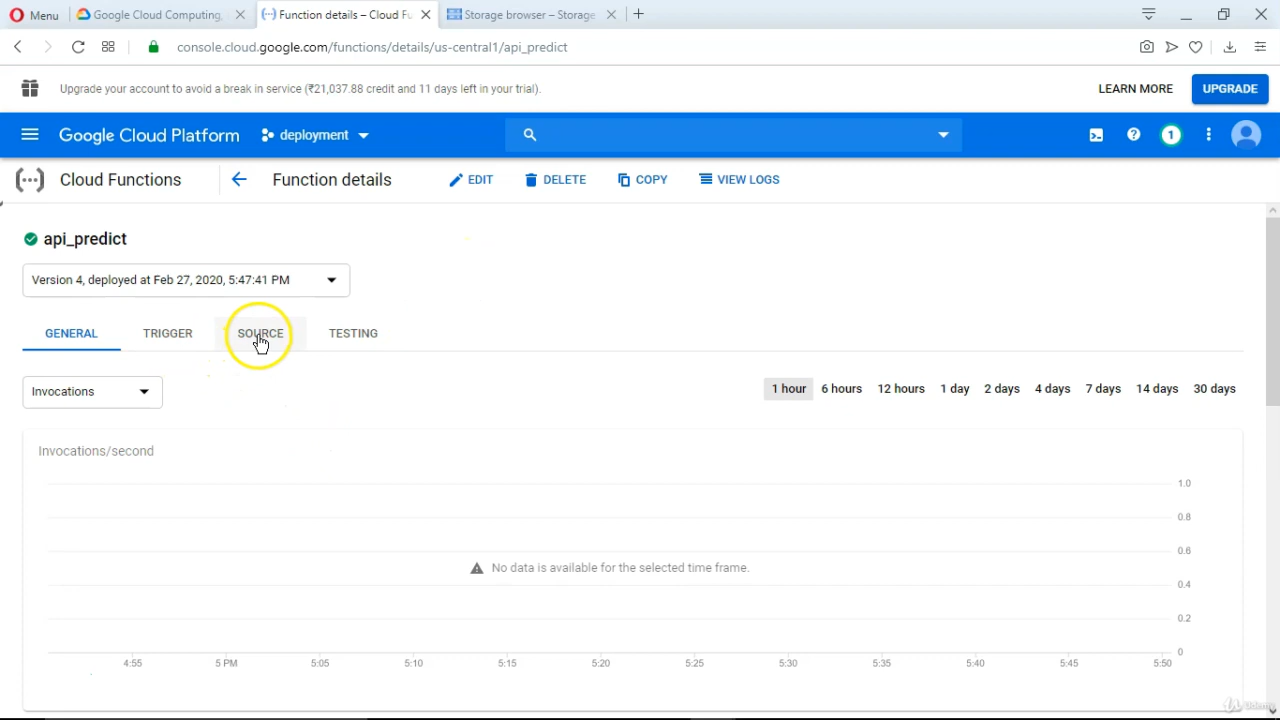 Menu
Google Cloud Computing,
Function details – Cloud Fu
Storage browser – Storage
console.cloud.google.com/functions/details/us-central1/api_predict
Upgrade your account to avoid a break in service (₹21,037.88 credit and 11 days left in your trial).
LEARN MORE
UPGRADE
Google Cloud Platform
deployment
1
Cloud Functions
Function details
EDIT
DELETE
COPY
VIEW LOGS
api_predict
Version 4, deployed at Feb 27, 2020, 5:47:41 PM
GENERAL
TRIGGER
SOURCE
TESTING
Invocations
1 hour
6 hours
12 hours
1 day
2 days
4 days
7 days
14 days
30 days
Invocations/second
1.0
0.8
0.6
No data is available for the selected time frame.
0.4
0.2
0
4:55
5 PM
5:05
5:10
5:15
5:20
5:25
5:30
5:35
5:40
5:45
5:50
Udemy